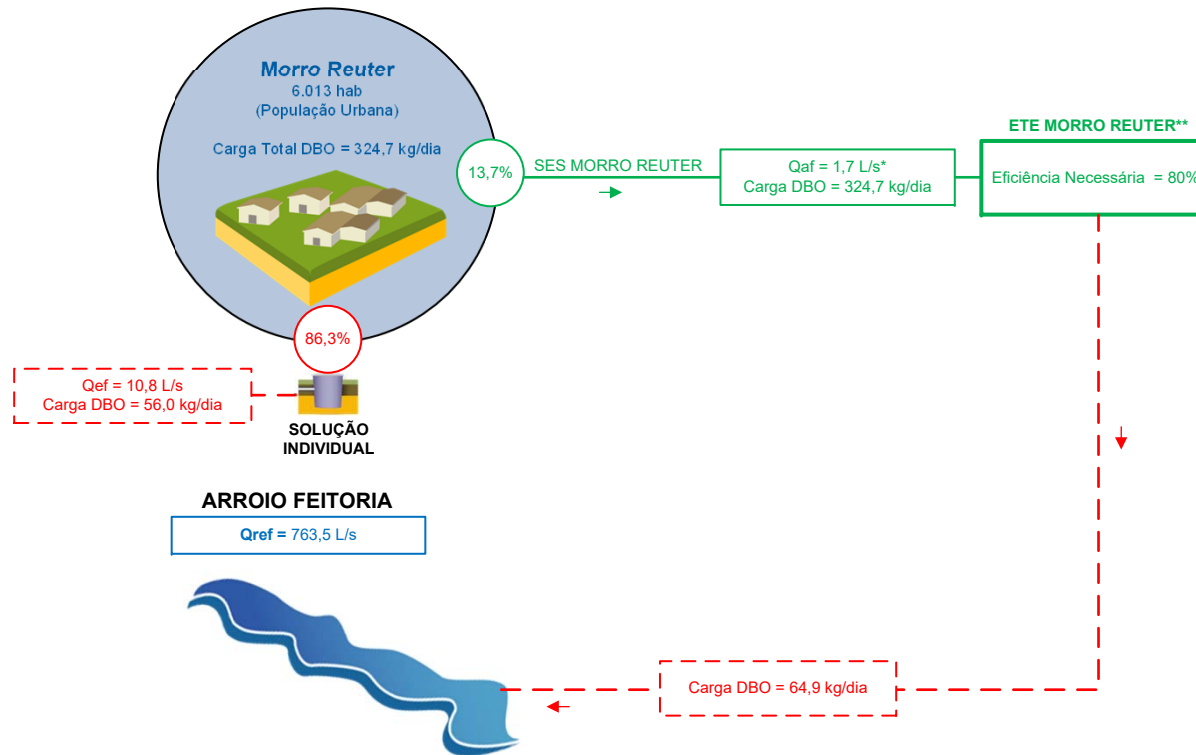 Morro Reuter
6.013 hab
(População Urbana)
Carga Total DBO = 324,7 kg/dia
13,7%
SES MORRO REUTER
Qaf = 1,7 L/s*
Carga DBO = 324,7 kg/dia
ETE MORRO REUTER**
Eficiência Necessária = 80%
86,3%
Qef = 10,8 L/s
Carga DBO = 56,0 kg/dia
SOLUÇÃO
INDIVIDUAL
ARROIO FEITORIA
Qref = 763,5 L/s
Carga DBO = 64,9 kg/dia